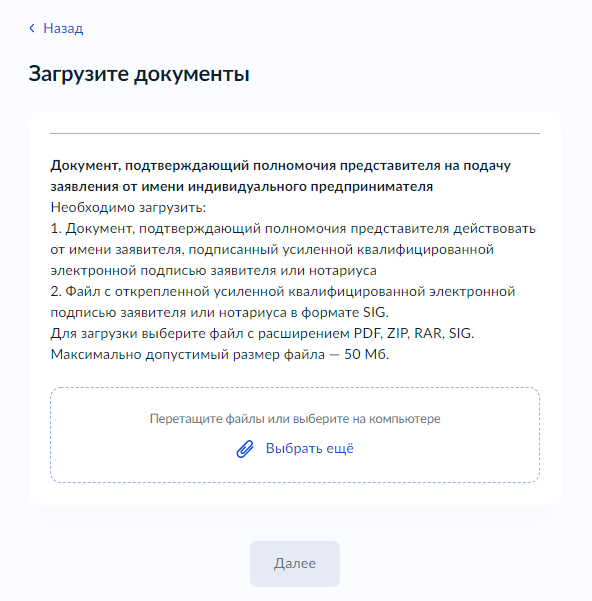 Назад
Загрузите документы
Документ, подтверждающий полномочия представителя на подачу
заявления от имени индивидуального предпринимателя
Необходимо загрузить:
1. Документ, подтверждающий полномочия представителя действовать
от имени заявителя, подписанный усиленной квалифицированной
электронной подписью заявителя или нотариуса
2. Файл с открепленной усиленной квалифицированной электронной
подписью заявителя или нотариуса в формате SIG.
Для загрузки выберите файл с расширением PDF, ZIP, RAR, SIG.
Максимально допустимый размер файла — 50 Мб.
Перетащите файлы или выберите на компьютере
Выбрать ещё
Далее